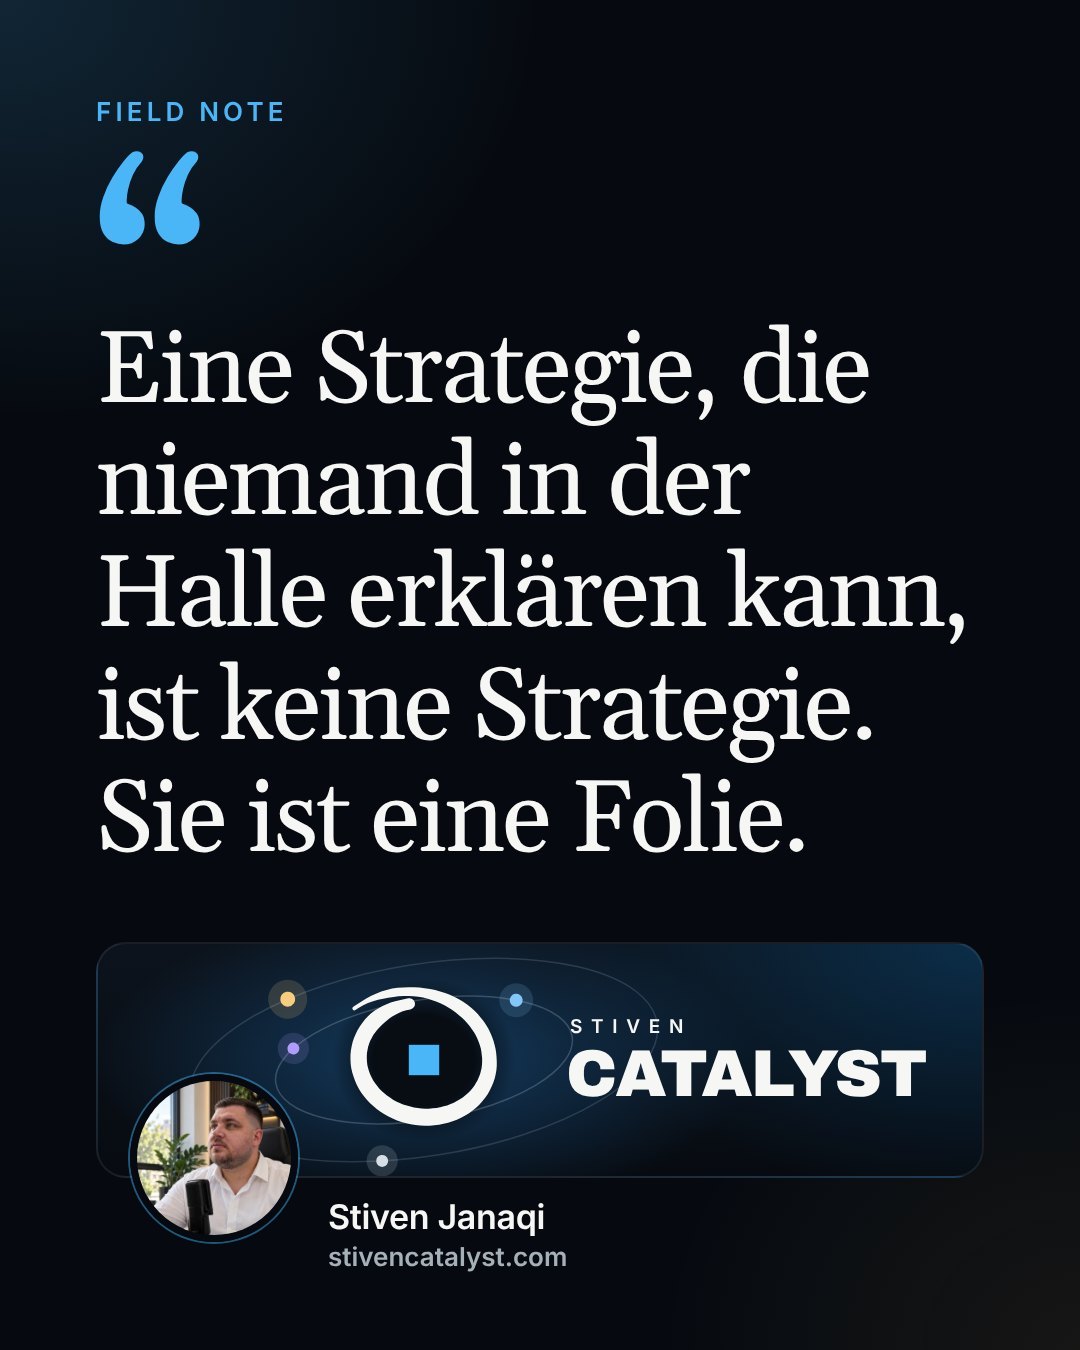 FIELD NOTE
“
Eine Strategie, die
niemand in der
Halle erklären kann,
ist keine Strategie.
Sie ist eine Folie.
STIVEN
CATALYST
Stiven Janaqi
stivencatalyst.com